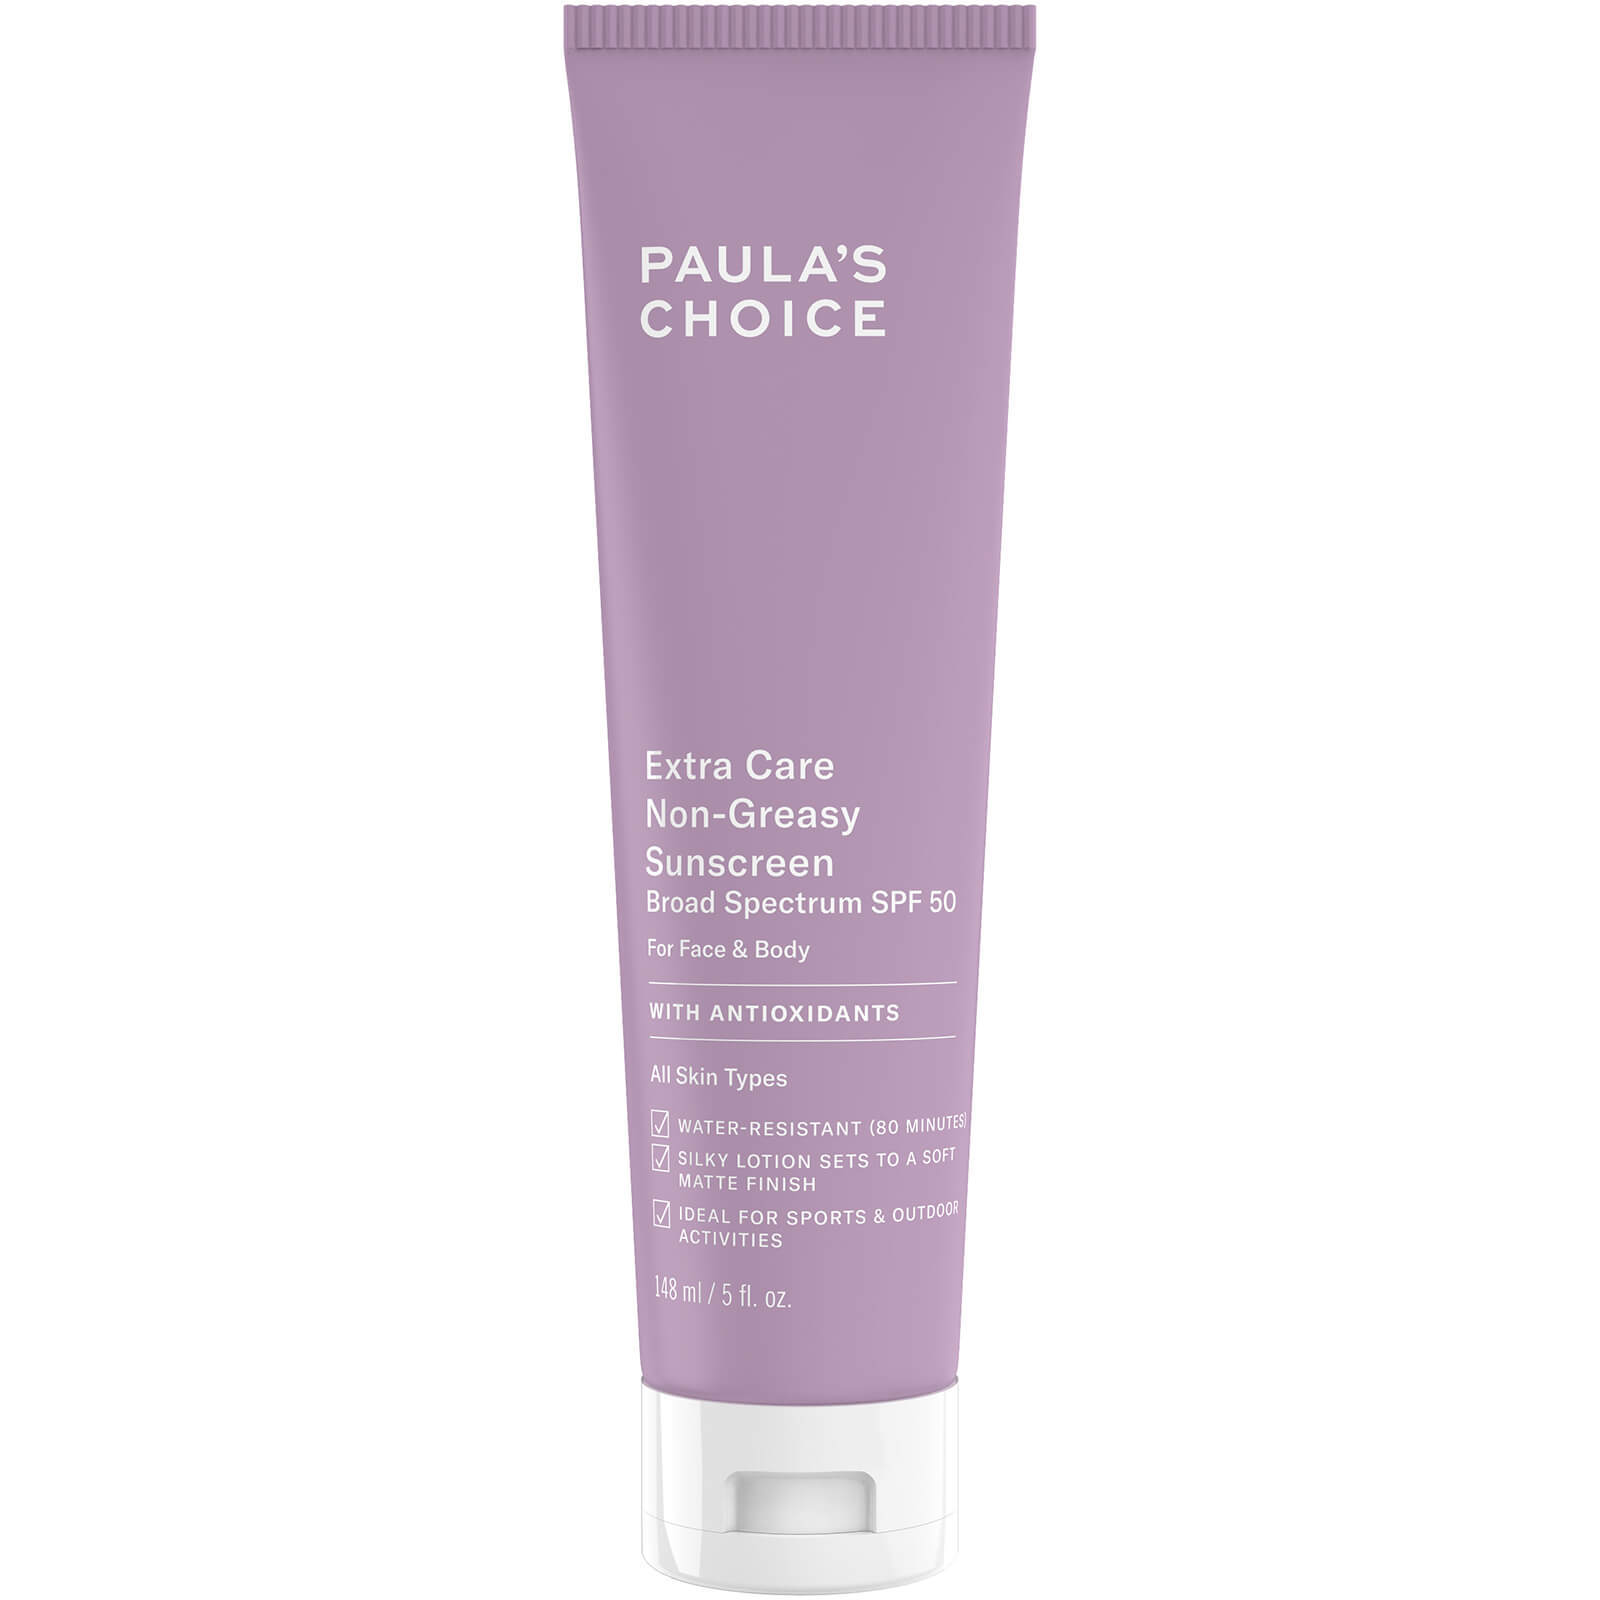 PAULA'S
CHOICE
Extra Care
Non-Greasy
Sunscreen
Broad Spectrum SPF 50
For Face & Body
WITH ANTIOXIDANTS
All Skin Types
WATER-RESISTANT (80 MINUTES)
SILKY LOTION SETS TO A SOFT
MATTE FINISH
IDEAL FOR SPORTS & OUTDOOR
ACTIVITIES
148 ml / 5 fl. oz.